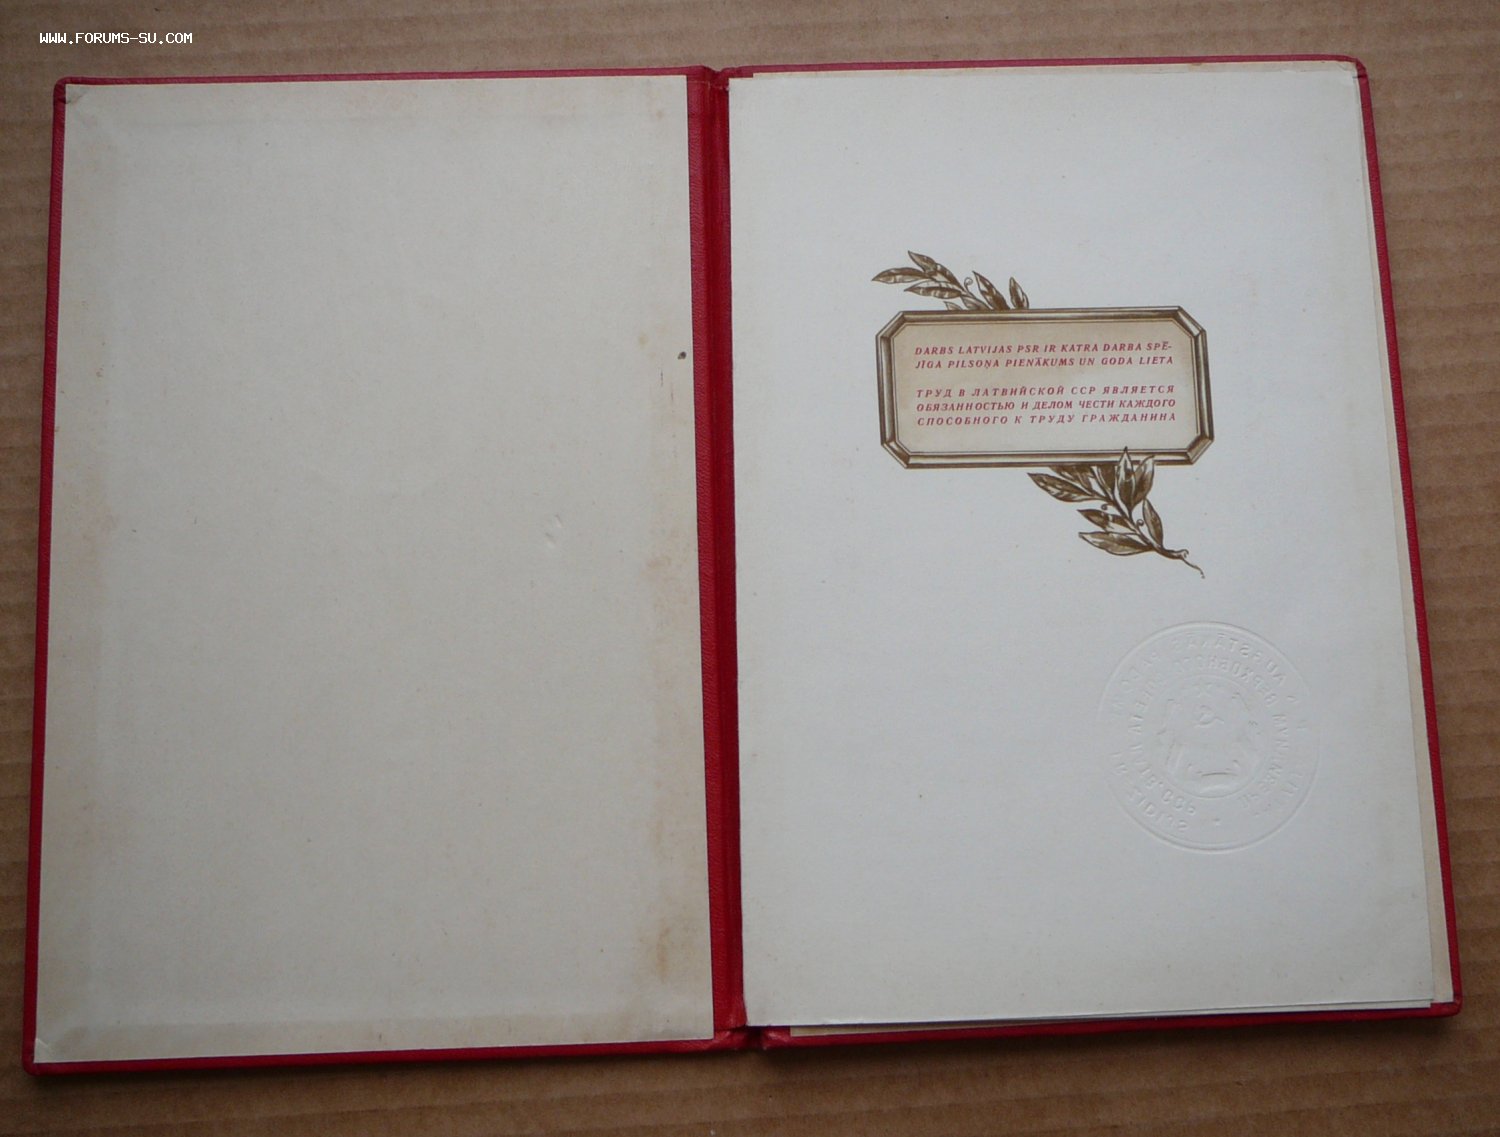 WWW.FORUMS-SU.COM
DARBS LATVIJAS PSR IR KATRA DARBA SPĒ-
JĪGA PILSOŅA PIENĀKUMS UN GODA LIETA
ТРУД В ЛАТВИЙСКОЙ ССР ЯВЛЯЕТСЯ
ОБЯЗАННОСТЬЮ И ДЕЛОМ ЧЕСТИ КАЖДОГО
СПОСОБНОГО К ТРУДУ ГРАЖДАНИНА